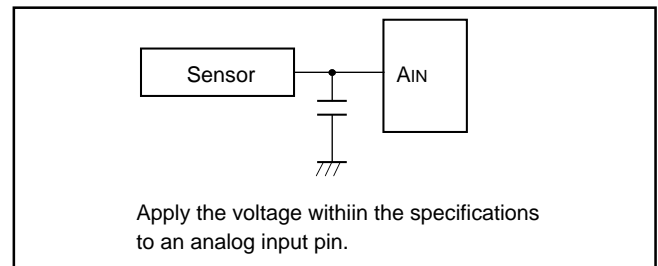 Sensor
AIN
Apply the voltage withiin the specifications
to an analog input pin.